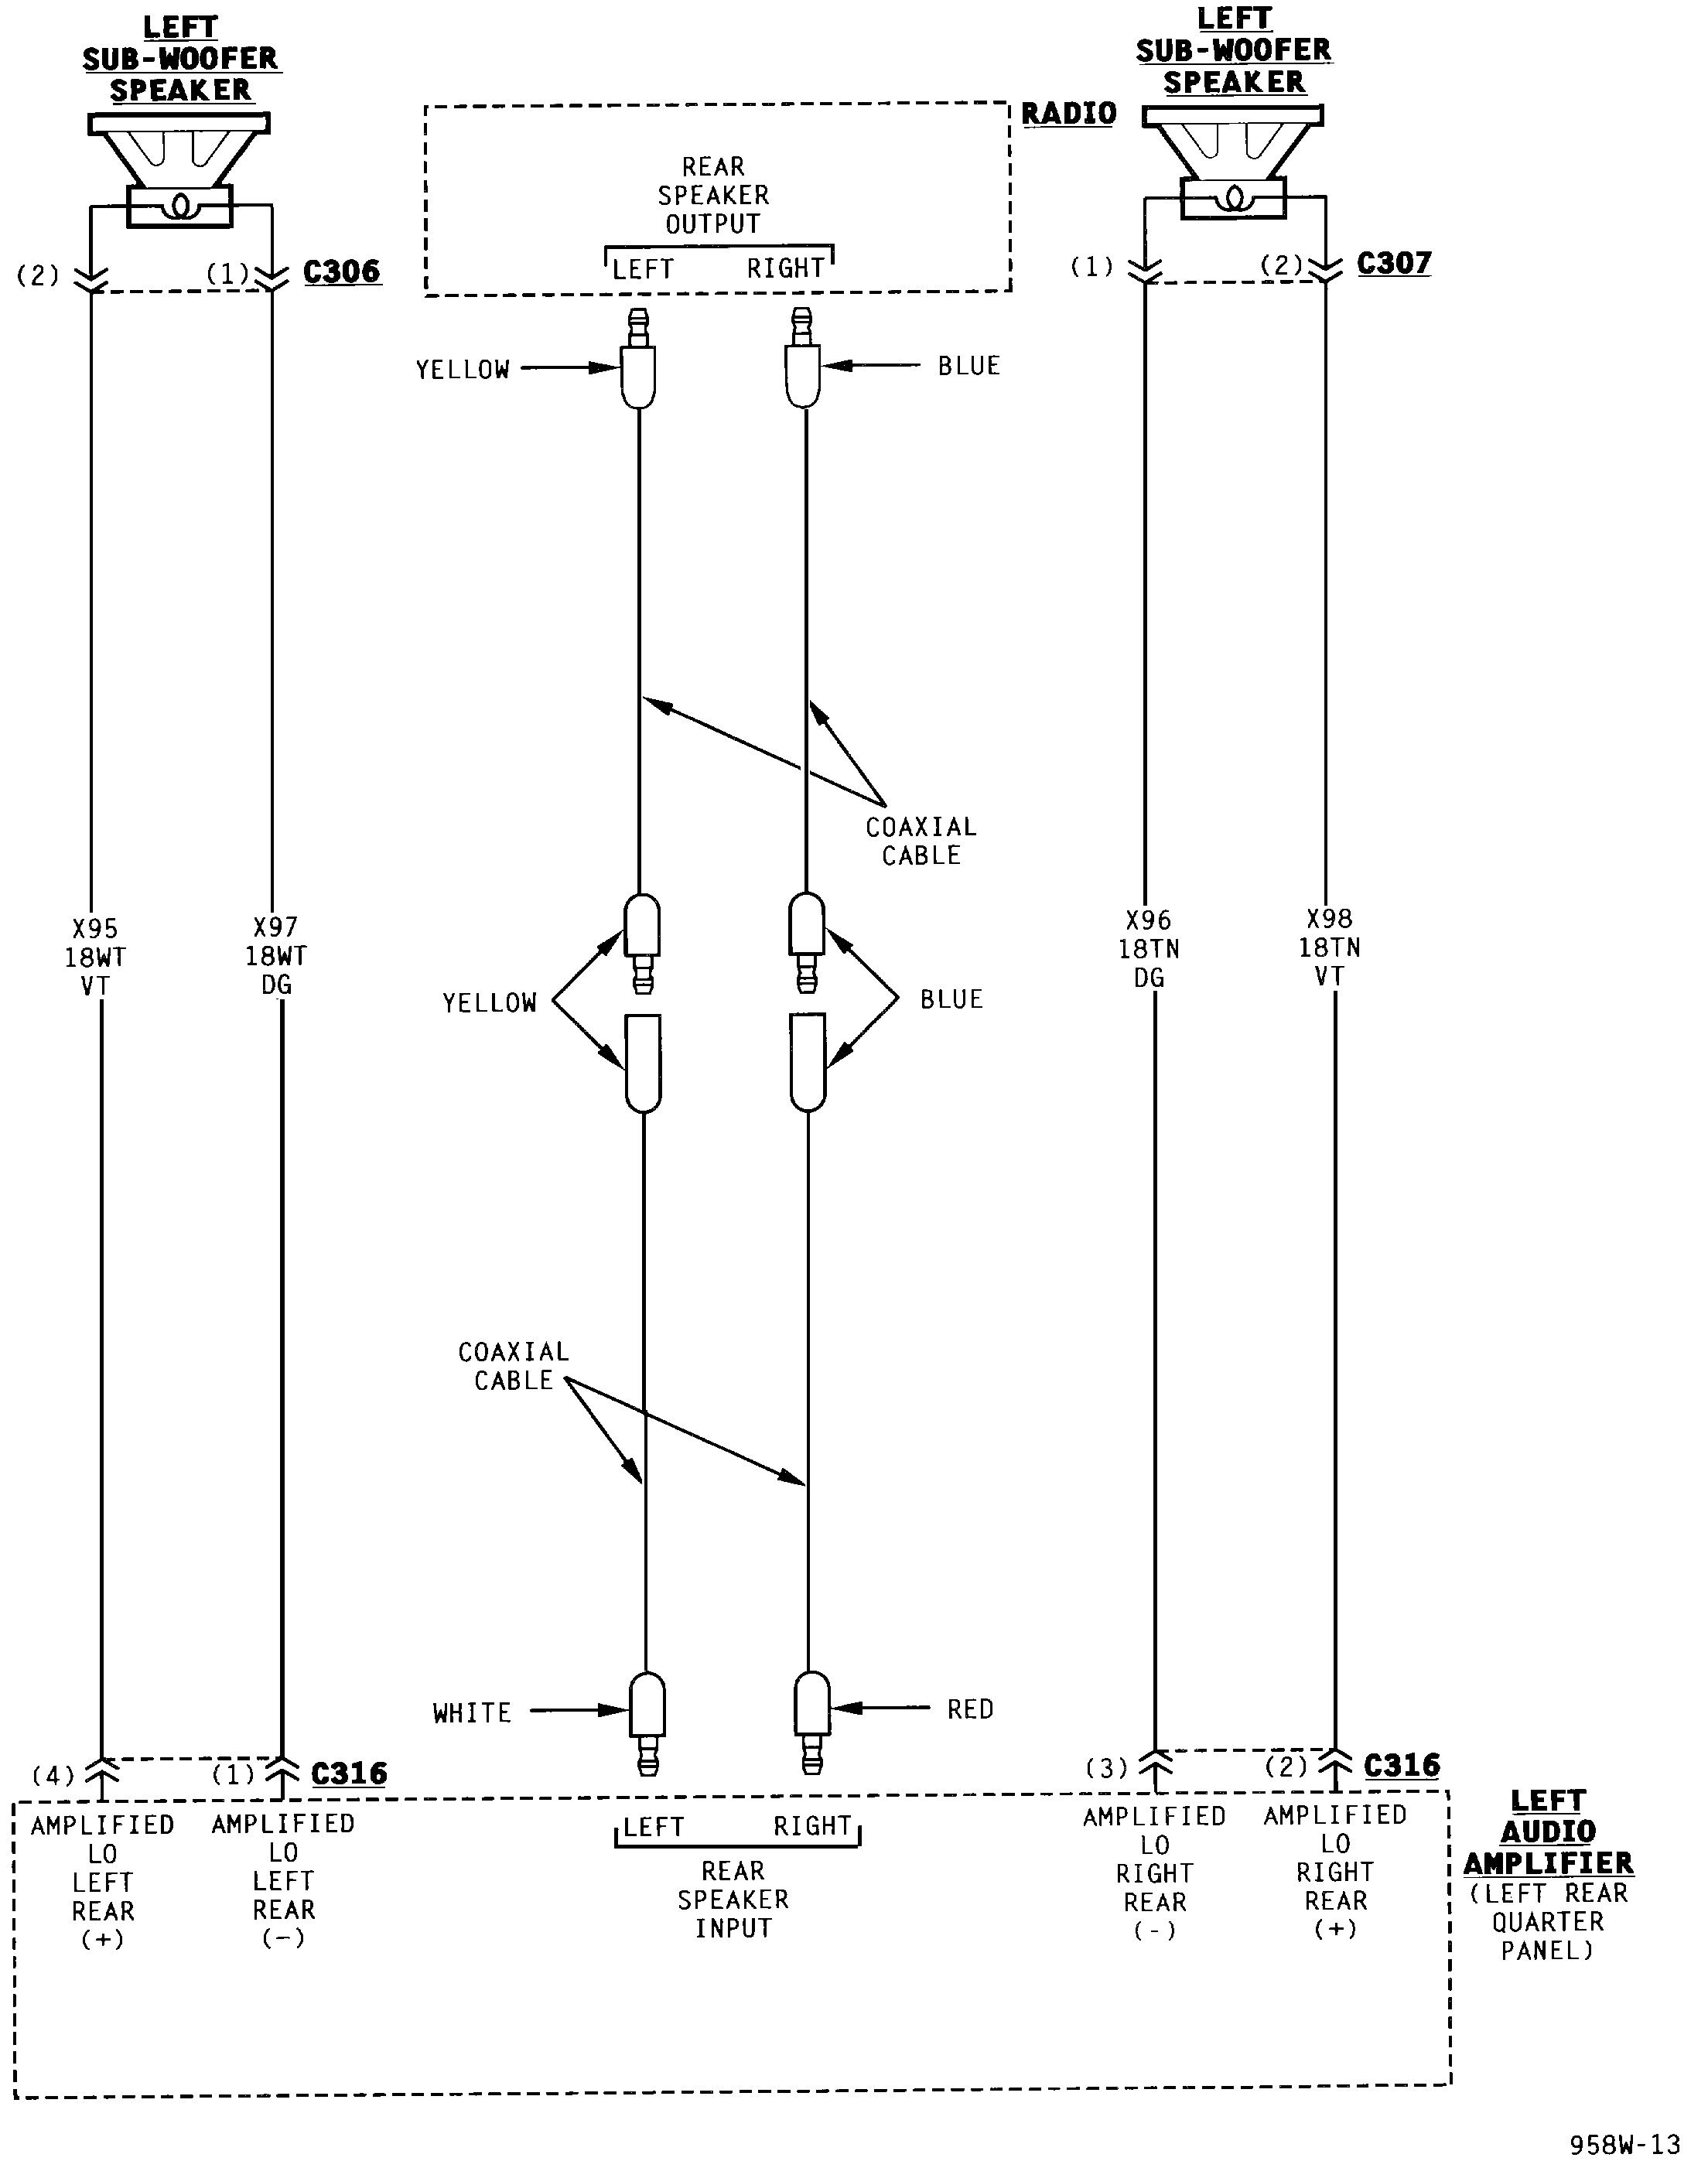 LEFT
SUB-WOOFER
SPEAKER
LEFT
SUB-WOOFER
SPEAKER
RADIO
REAR
SPEAKER
OUTPUT
LEFT RIGHT
(2) (1) C306
(1) (2) C307
YELLOW
BLUE
COAXIAL
CABLE
X95
18WT
VT
X97
18WT
DG
X96
18TN
DG
X98
18TN
VT
YELLOW
BLUE
COAXIAL
CABLE
WHITE
RED
(4) (1) C316
(3) (2) C316
AMPLIFIED
LO
LEFT
REAR
(+)
AMPLIFIED
LO
LEFT
REAR
(-)
LEFT RIGHT
REAR
SPEAKER
INPUT
AMPLIFIED
LO
RIGHT
REAR
(-)
AMPLIFIED
LO
RIGHT
REAR
(+)
LEFT
AUDIO
AMPLIFIER
(LEFT REAR
QUARTER
PANEL)
958W-13